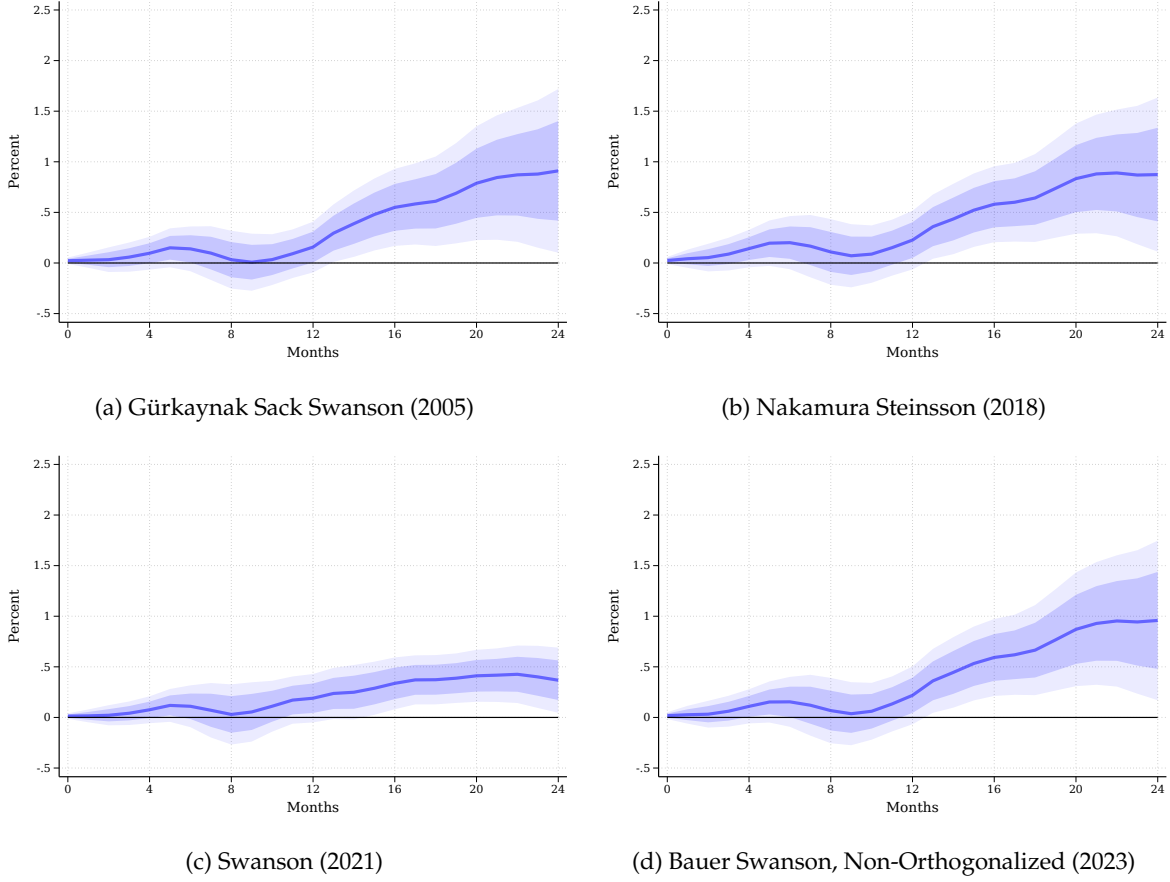 2.5
2
1.5
1
.5
0
-.5
Percent
0 4 8 12 16 20 24
Months
(a) Gürkaynak Sack Swanson (2005)
2.5
2
1.5
1
.5
0
-.5
Percent
0 4 8 12 16 20 24
Months
(b) Nakamura Steinsson (2018)
2.5
2
1.5
1
.5
0
-.5
Percent
0 4 8 12 16 20 24
Months
(c) Swanson (2021)
2.5
2
1.5
1
.5
0
-.5
Percent
0 4 8 12 16 20 24
Months
(d) Bauer Swanson, Non-Orthogonalized (2023)